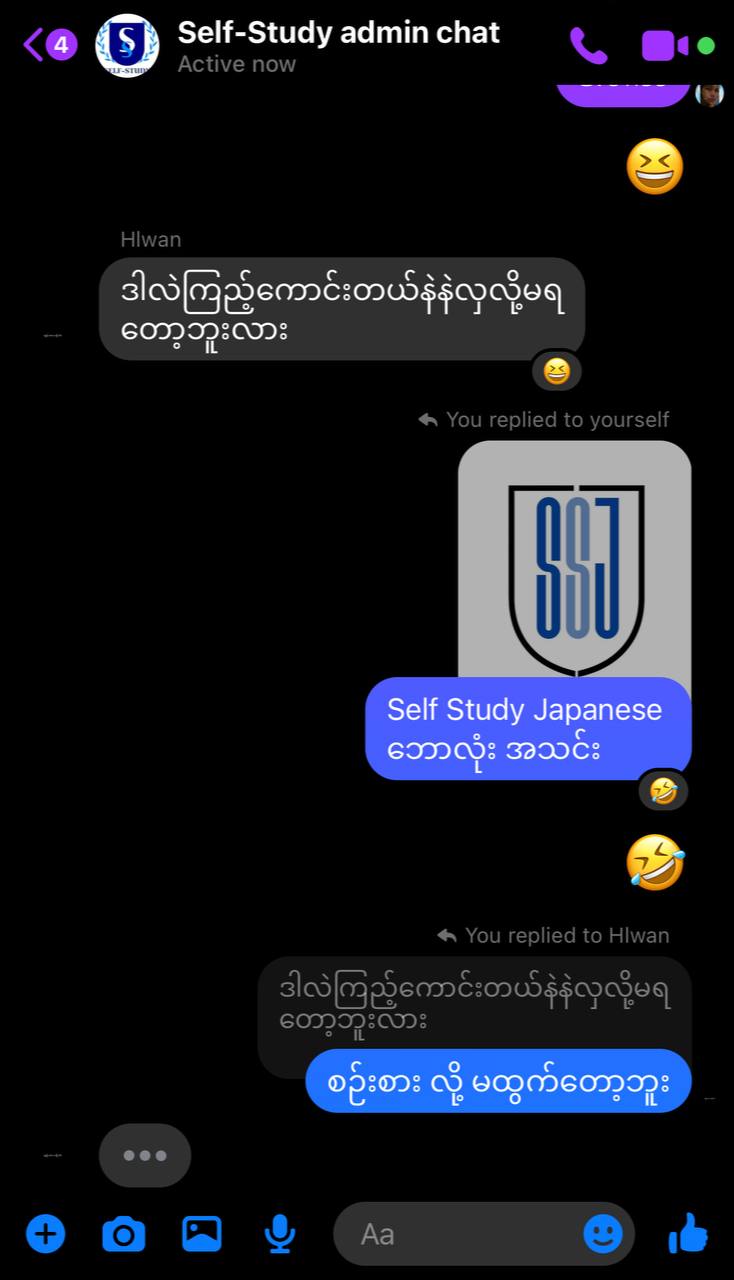 4
Self-Study admin chat
Active now
SELF-STUDY
Hlwan
ဒါလဲကြည့်ကောင်းတယ်နဲနဲလှလို့မရ
တော့ဘူးလား
You replied to yourself
SSJ
Self Study Japanese
ဘောလုံး အသင်း
You replied to Hlwan
ဒါလဲကြည့်ကောင်းတယ်နဲနဲလှလို့မရ
တော့ဘူးလား
စဉ်းစား လို့ မထွက်တော့ဘူး
Aa